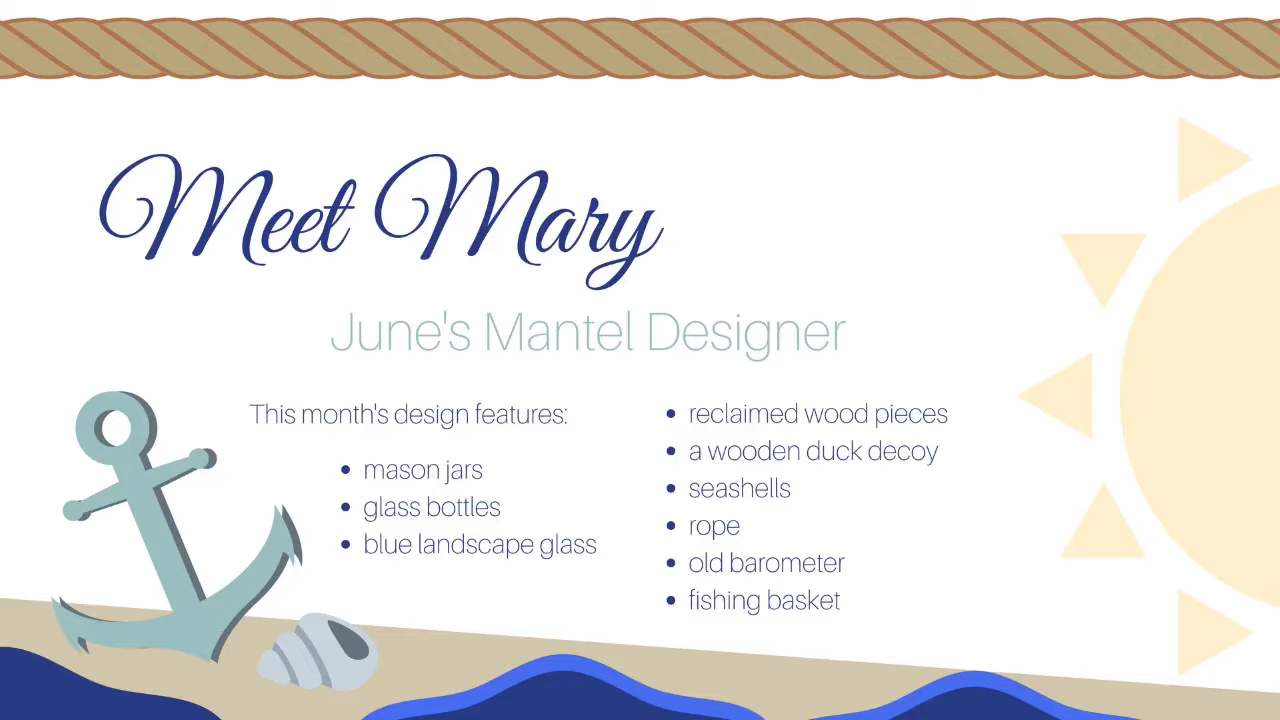 Meet Mary
June's Mantel Designer
This month's design features:
mason jars
glass bottles
blue landscape glass
reclaimed wood pieces
a wooden duck decoy
seashells
rope
old barometer
fishing basket